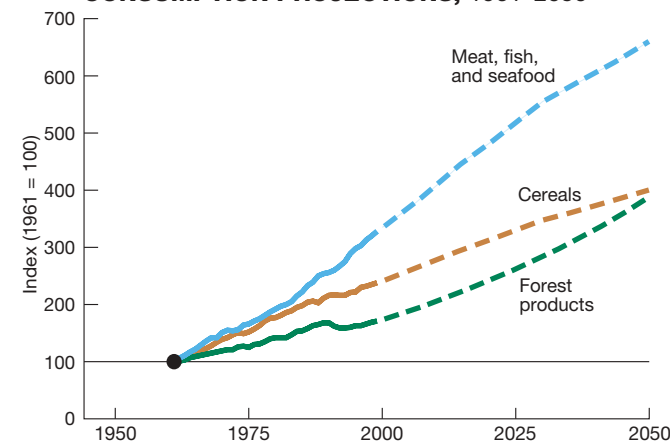 700
600
500
400
300
200
100
0
Index (1961 = 100)
Meat, fish,
and seafood
Cereals
Forest
products
1950
1975
2000
2025
2050